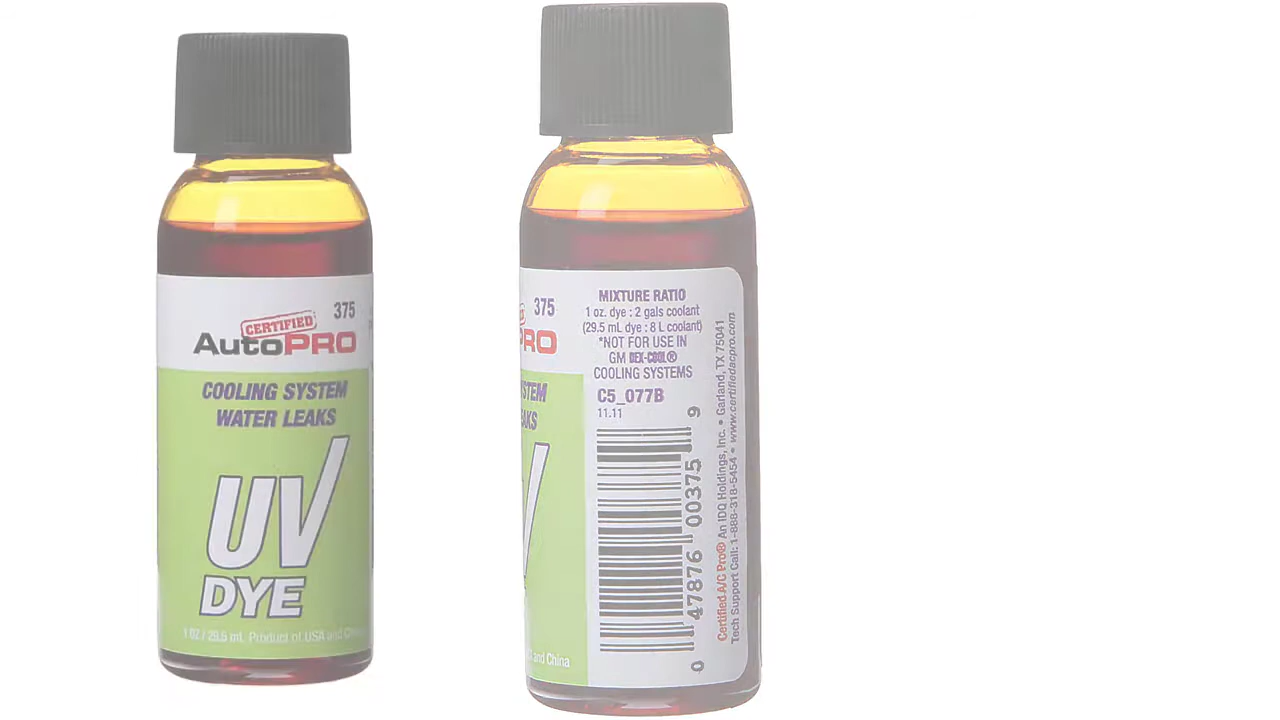 375
CERTIFIED
AutoPRO
COOLING SYSTEM
WATER LEAKS
UV
DYE
1 OZ / 29.5 mL Product of USA and
375
PRO
MIXTURE RATIO
1 oz. dye : 2 gals coolant
(29.5 mL dye : 8 L coolant)
*NOT FOR USE IN
GM DEX-COOL®
COOLING SYSTEMS
C5_077B
11.11
0 47876 00375 9
Certified A/C Pro® An IDQ Holdings, Inc. • Garland, TX 75041
Tech Support Call: 1-888-318-5454 • www.certifiedacpro.com
STEM
AKS
and China